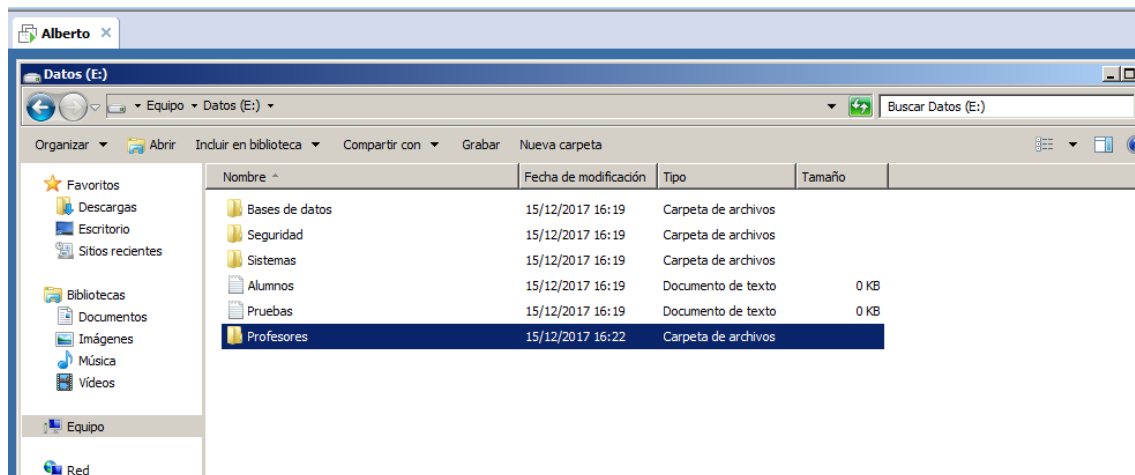 Alberto
Datos (E:)
Equipo Datos (E:)
Buscar Datos (E:)
Organizar Abrir Incluir en biblioteca Compartir con Grabar Nueva carpeta
Favoritos
Descargas
Escritorio
Sitios recientes
Bibliotecas
Documentos
Imágenes
Música
Vídeos
Equipo
Red
Nombre Fecha de modificación Tipo Tamaño
Bases de datos 15/12/2017 16:19 Carpeta de archivos
Seguridad 15/12/2017 16:19 Carpeta de archivos
Sistemas 15/12/2017 16:19 Carpeta de archivos
Alumnos 15/12/2017 16:19 Documento de texto 0 KB
Pruebas 15/12/2017 16:19 Documento de texto 0 KB
Profesores 15/12/2017 16:22 Carpeta de archivos